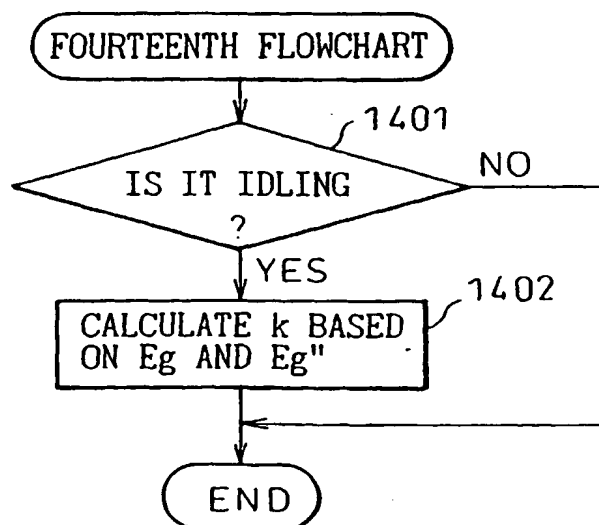 FOURTEENTH FLOWCHART
1401
IS IT IDLING
?
NO
YES
1402
CALCULATE k BASED
ON Eg AND Eg"
END